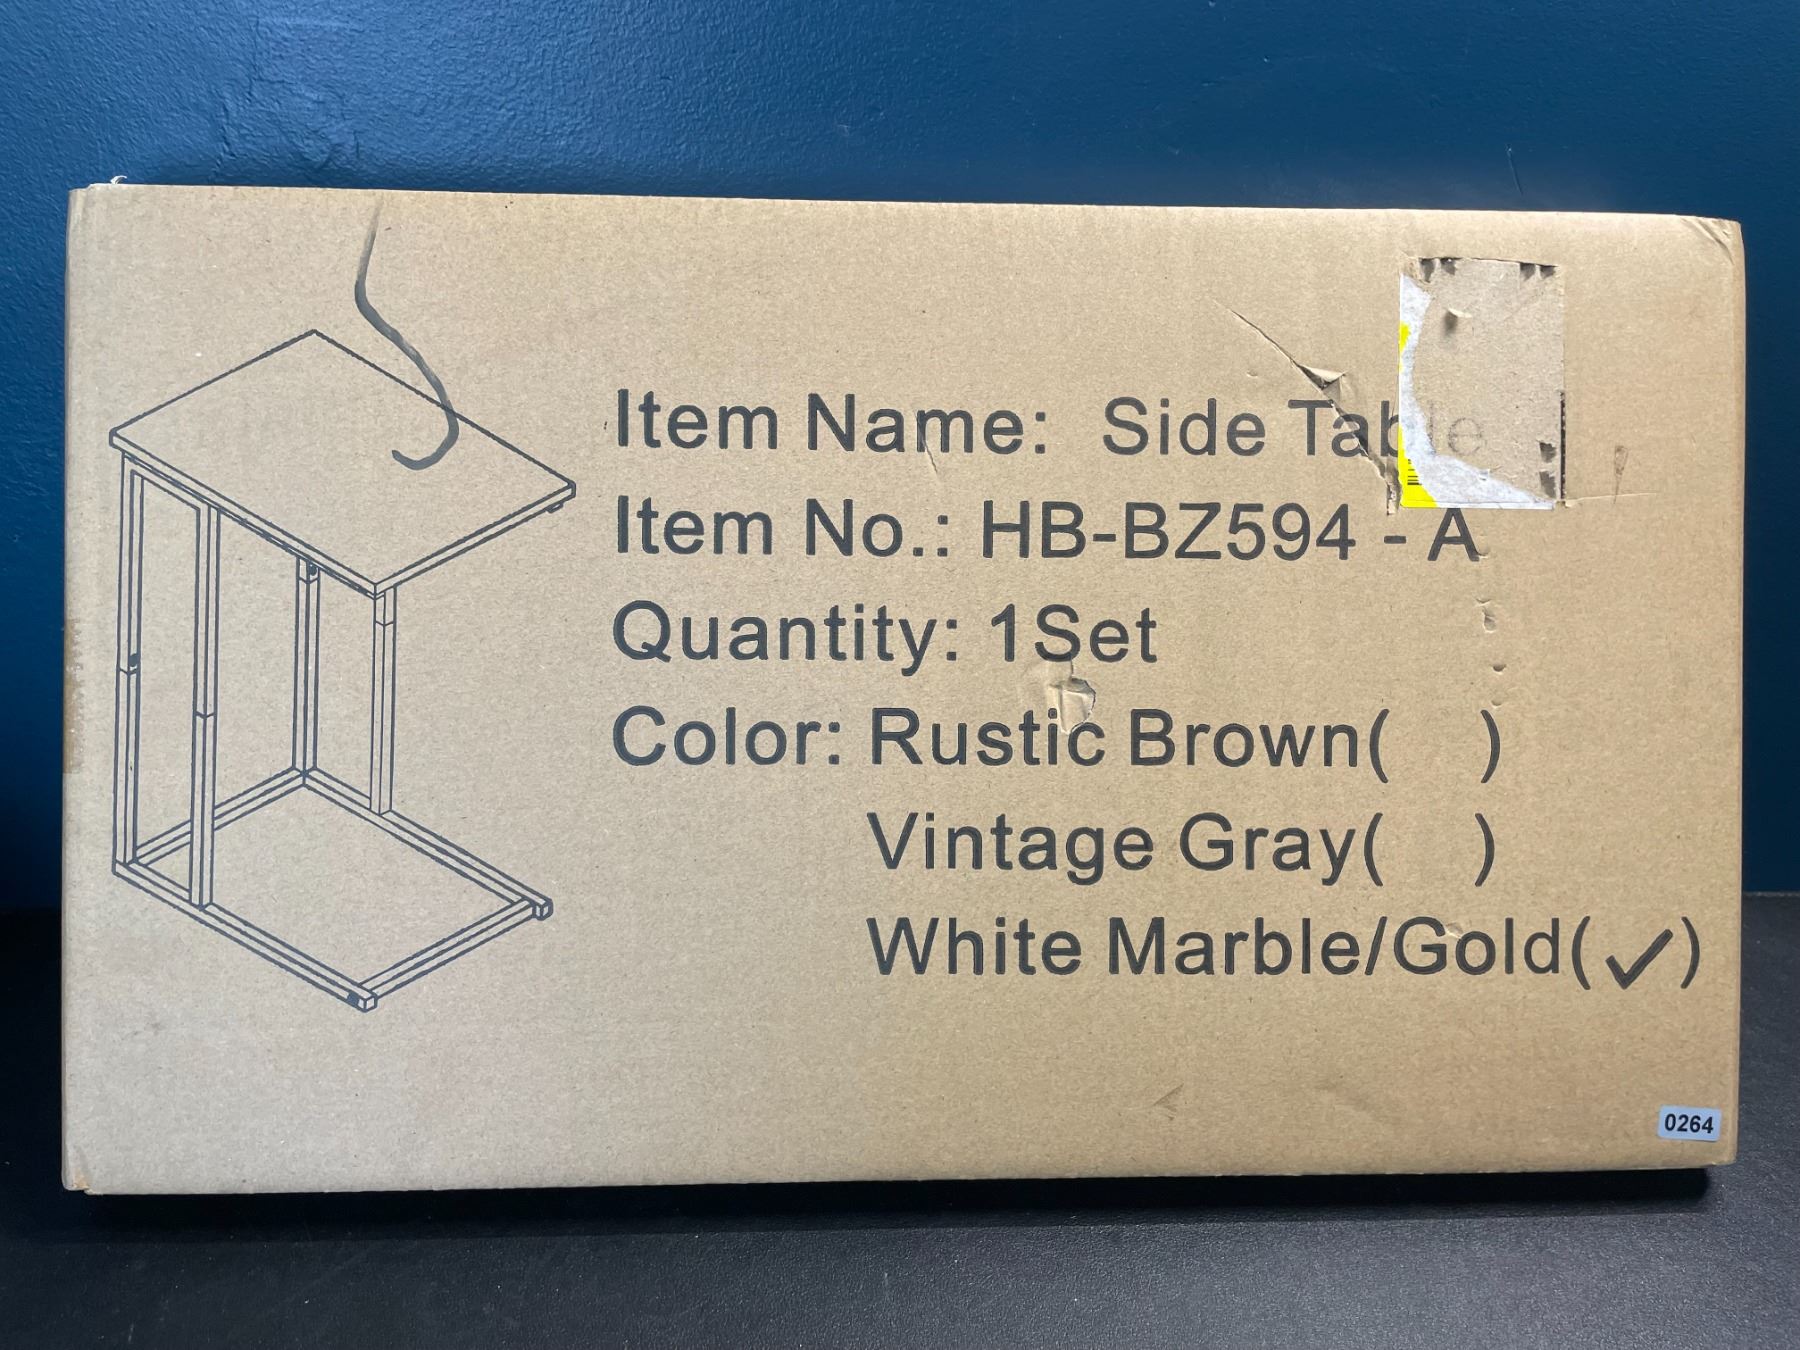 Item Name: Side Table
Item No.: HB-BZ594 - A
Quantity: 1Set
Color: Rustic Brown( )
Vintage Gray( )
White Marble/Gold(✓)
0264